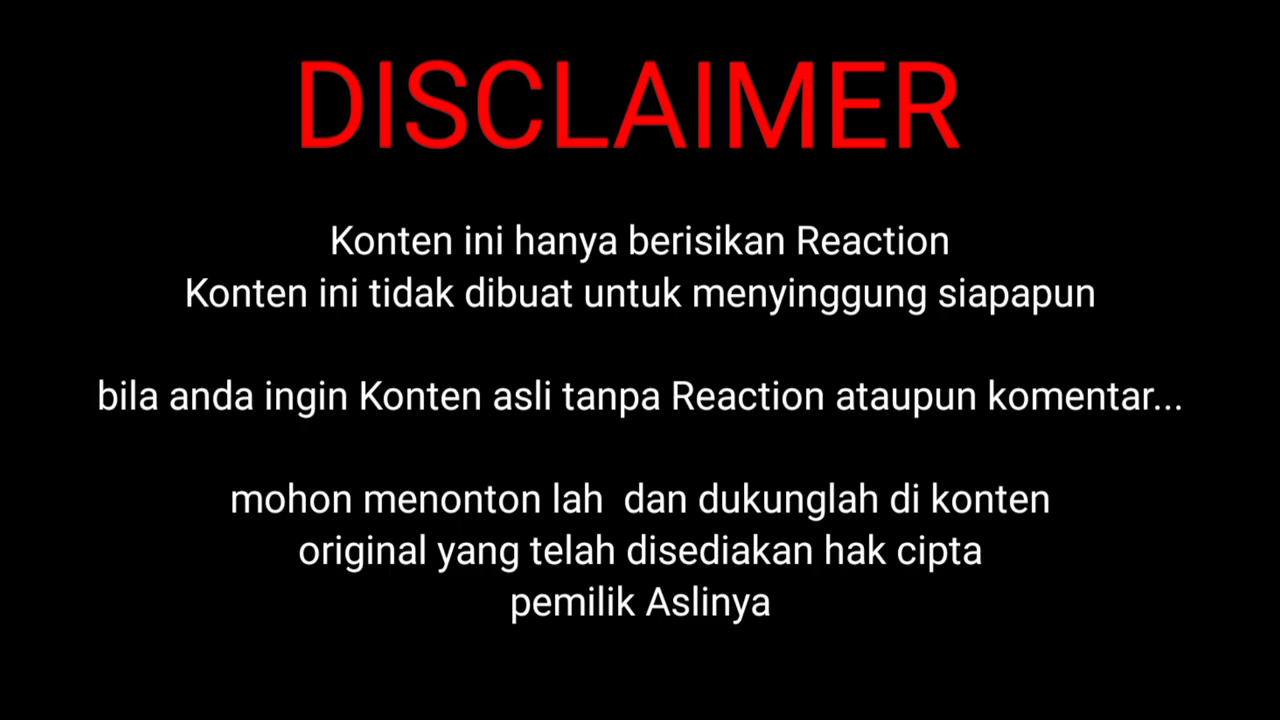 DISCLAIMER
Konten ini hanya berisikan Reaction
Konten ini tidak dibuat untuk menyinggung siapapun
bila anda ingin Konten asli tanpa Reaction ataupun komentar...
mohon menonton lah  dan dukunglah di konten
original yang telah disediakan hak cipta
pemilik Aslinya